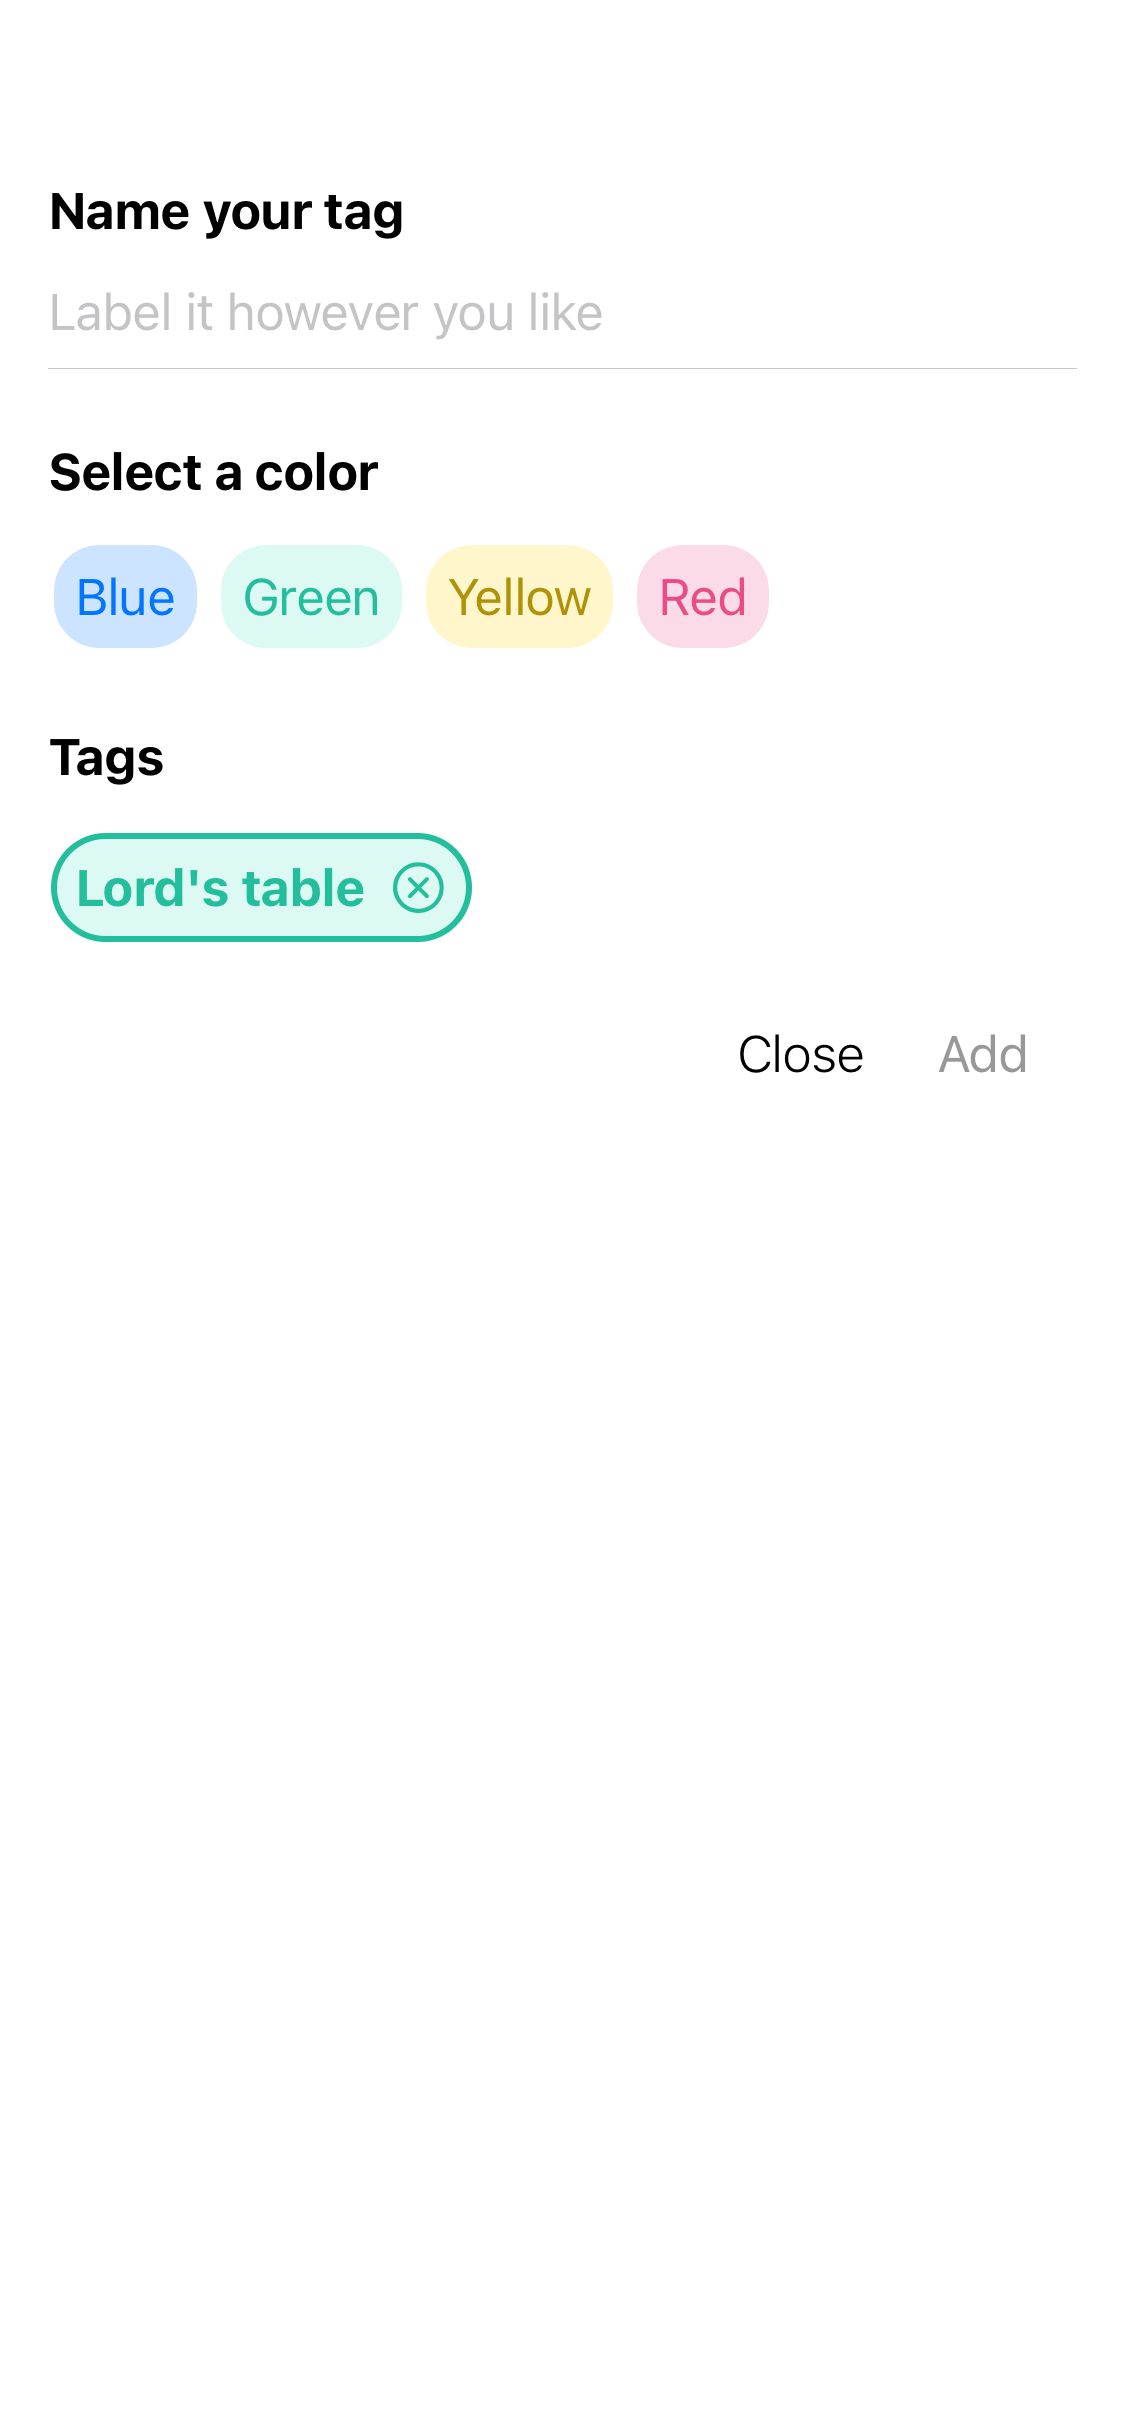 Name your tag
Label it however you like
Select a color
Blue Green Yellow Red
Tags
Lord's table
Close Add